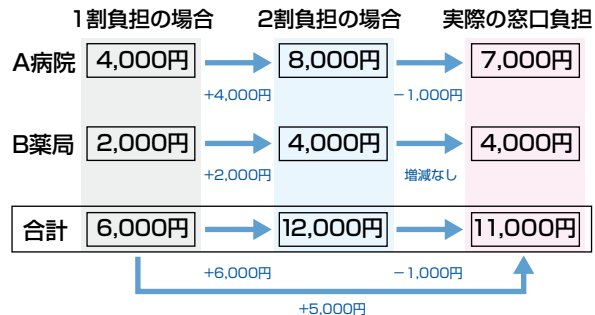 1割負担の場合 2割負担の場合 実際の窓口負担
A病院 4,000円 8,000円 7,000円
+4,000円 －1,000円
B薬局 2,000円 4,000円 4,000円
+2,000円 増減なし
合計 6,000円 12,000円 11,000円
+6,000円 －1,000円
+5,000円